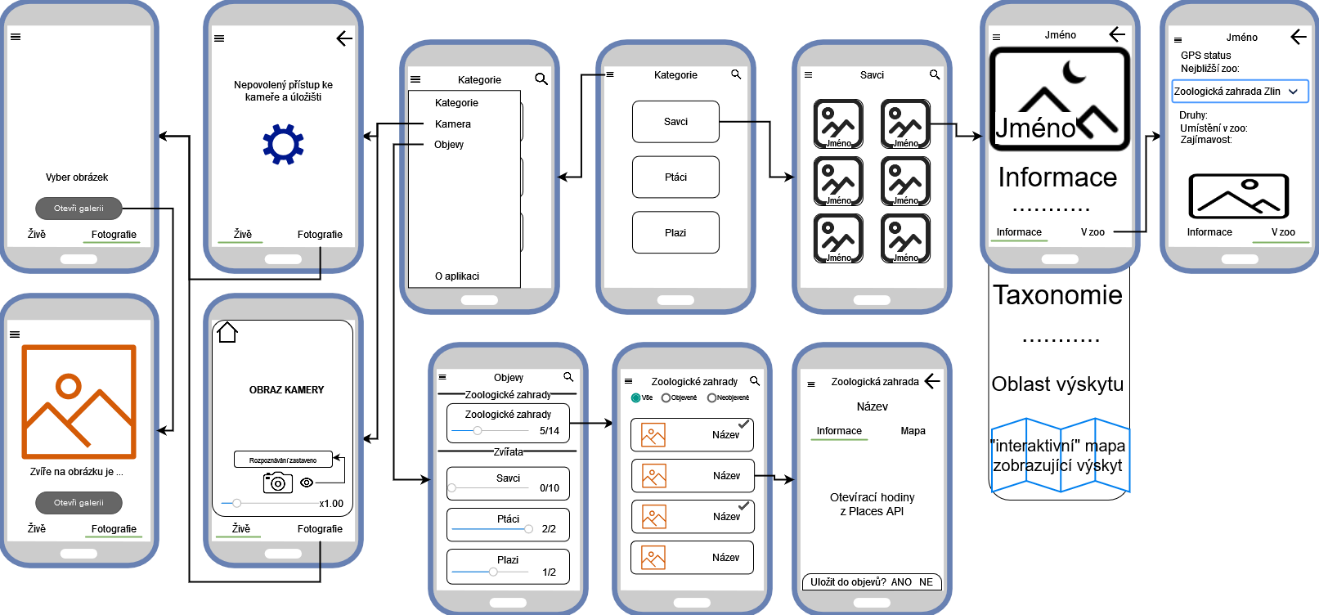 Vyber obrázek
Otevři galerii
Živě
Fotografie
Nepovolený přístup ke
kameře a úložišti
Živě
Fotografie
Kategorie
Kategorie
Kamera
Objevy
O aplikaci
Kategorie
Savci
Ptáci
Plazi
Savci
Jméno
Jméno
Jméno
Jméno
Jméno
Jméno
Jméno
Jméno
Informace
...........
Informace
V zoo
Taxonomie
...........
Oblast výskytu
"interaktivní" mapa
zobrazující výskyt
Jméno
GPS status
Nejbližší zoo:
Zoologická zahrada Zlin
Druhy:
Umístění v zoo:
Zajímavost:
Informace
V zoo
Zvíře na obrázku je ...
Otevři galerii
Živě
Fotografie
OBRAZ KAMERY
Rozpoznávání zastaveno
x1.00
Živě
Fotografie
Objevy
Zoologické zahrady
Zoologické zahrady
5/14
Zvířata
Savci
0/10
Ptáci
2/2
Plazi
1/2
Zoologické zahrady
Vše
Objevené
Neobjevené
Název
Název
Název
Název
Zoologická zahrada
Název
Informace
Mapa
Otevírací hodiny
z Places API
Uložit do objevů? ANO NE